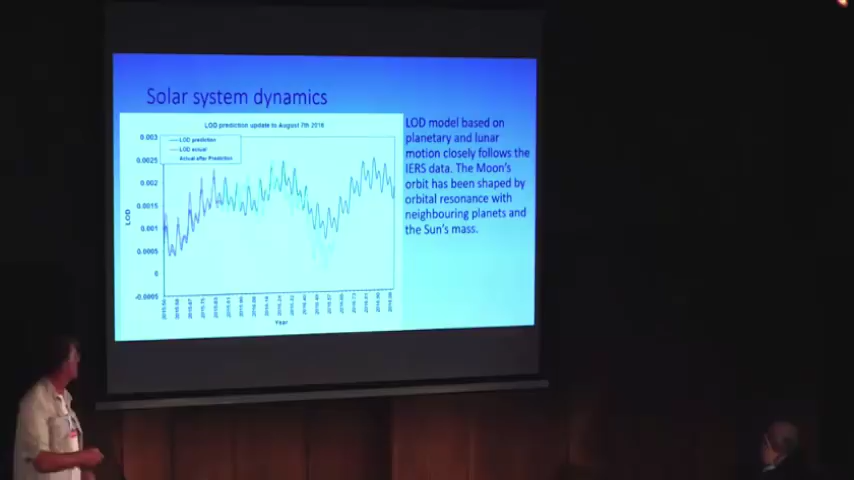 Solar system dynamics
LOD prediction update to August 7th 2016
LOD prediction
LOD actual
Actual after Prediction
0.003
0.0025
0.002
0.0015
0.001
0.0005
0
-0.0005
LOD
Year
LOD model based on
planetary and lunar
motion closely follows the
IERS data. The Moon's
orbit has been shaped by
orbital resonance with
neighbouring planets and
the Sun's mass.